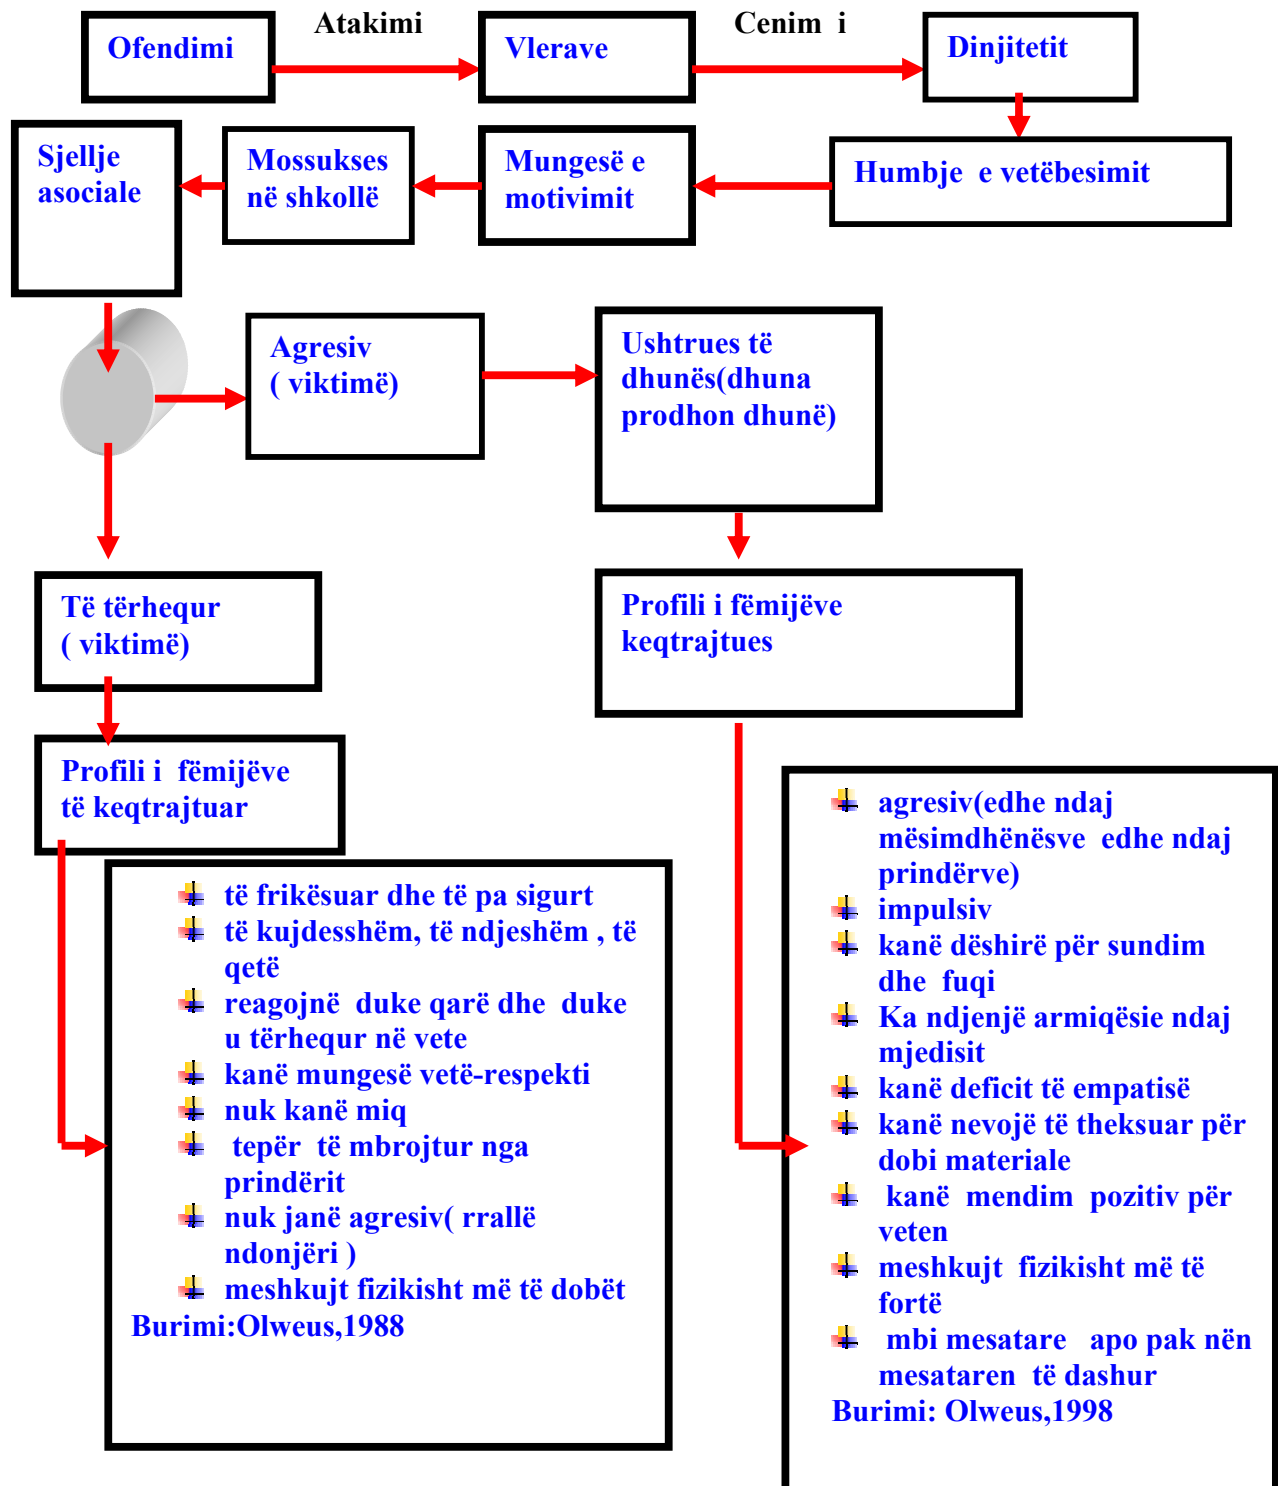 Ofendimi
Atakimi
Vlerave
Cenim i
Dinjitetit
Humbje e vetëbesimit
Mungesë e
motivimit
Mossukses
në shkollë
Sjellje
asociale
Agresiv
( viktimë)
Ushtrues të
dhunës(dhuna
prodhon dhunë)
Të tërhequr
( viktimë)
Profili i fëmijëve
keqtrajtues
Profili i fëmijëve
të keqtrajtuar
të frikësuar dhe të pa sigurt
të kujdesshëm, të ndjeshëm , të
qetë
reagojnë duke qarë dhe duke
u tërhequr në vete
kanë mungesë vetë-respekti
nuk kanë miq
tepër të mbrojtur nga
prindërit
nuk janë agresiv( rrallë
ndonjëri )
meshkujt fizikisht më të dobët
Burimi:Olweus,1988
agresiv(edhe ndaj
mësimdhënësve edhe ndaj
prindërve)
impulsiv
kanë dëshirë për sundim
dhe fuqi
Ka ndjenjë armiqësie ndaj
mjedisit
kanë deficit të empatisë
kanë nevojë të theksuar për
dobi materiale
kanë mendim pozitiv për
veten
meshkujt fizikisht më të
fortë
mbi mesatare apo pak nën
mesataren të dashur
Burimi: Olweus,1998